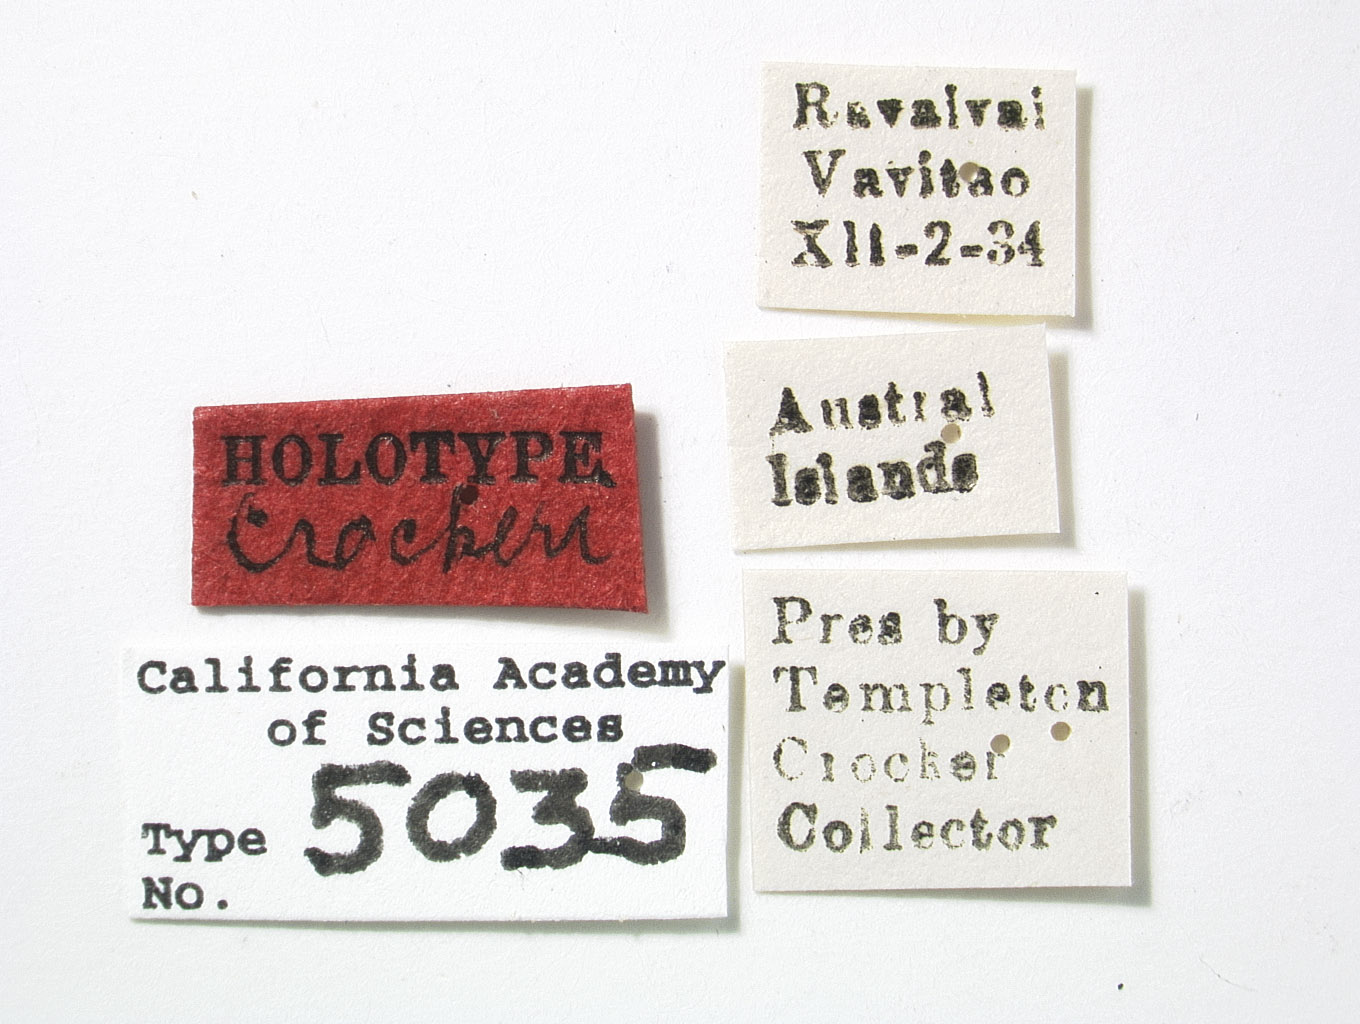 Ravaivai
Vavitao
XII-2-34
Austral
Islands
HOLOTYPE
Crockeri
Pres by
Templeton
Crocker
Collector
California Academy
of Sciences
Type 5035
No.